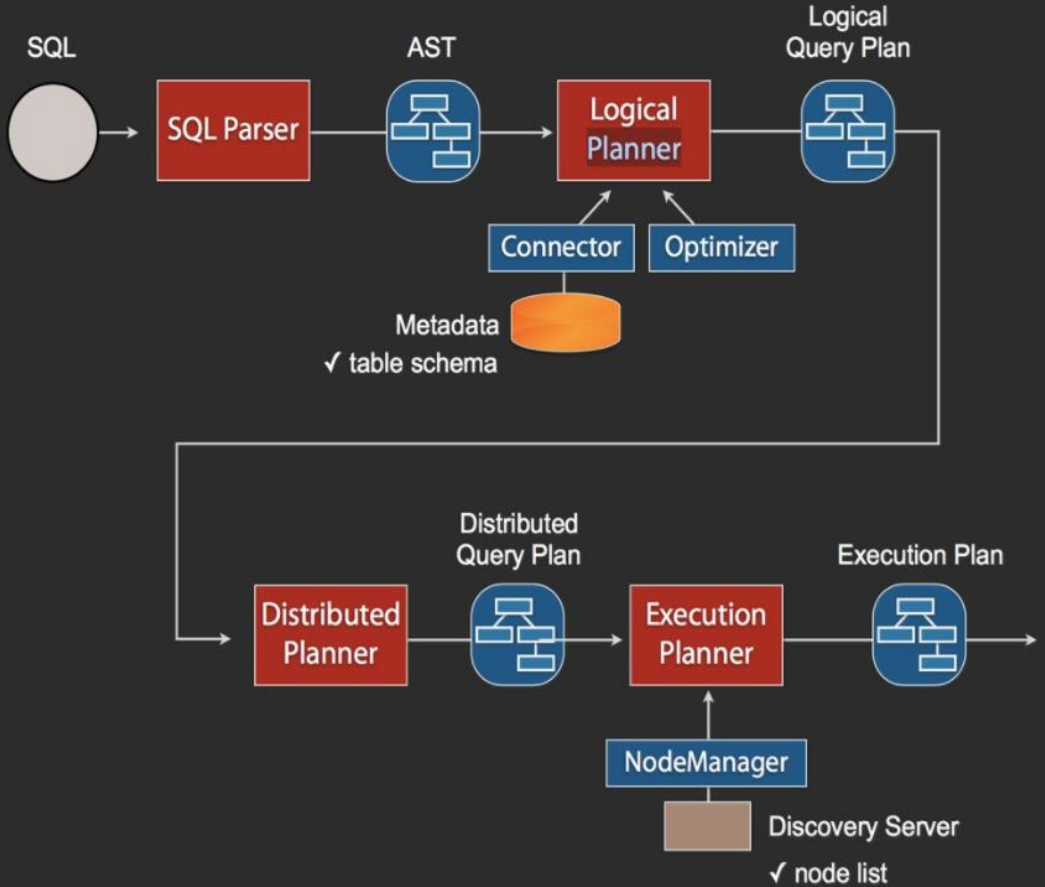 SQL
AST
Logical
Query Plan
SQL Parser
Logical
Planner
Connector
Optimizer
Metadata
✓ table schema
Distributed
Query Plan
Execution Plan
Distributed
Planner
Execution
Planner
NodeManager
Discovery Server
✓ node list